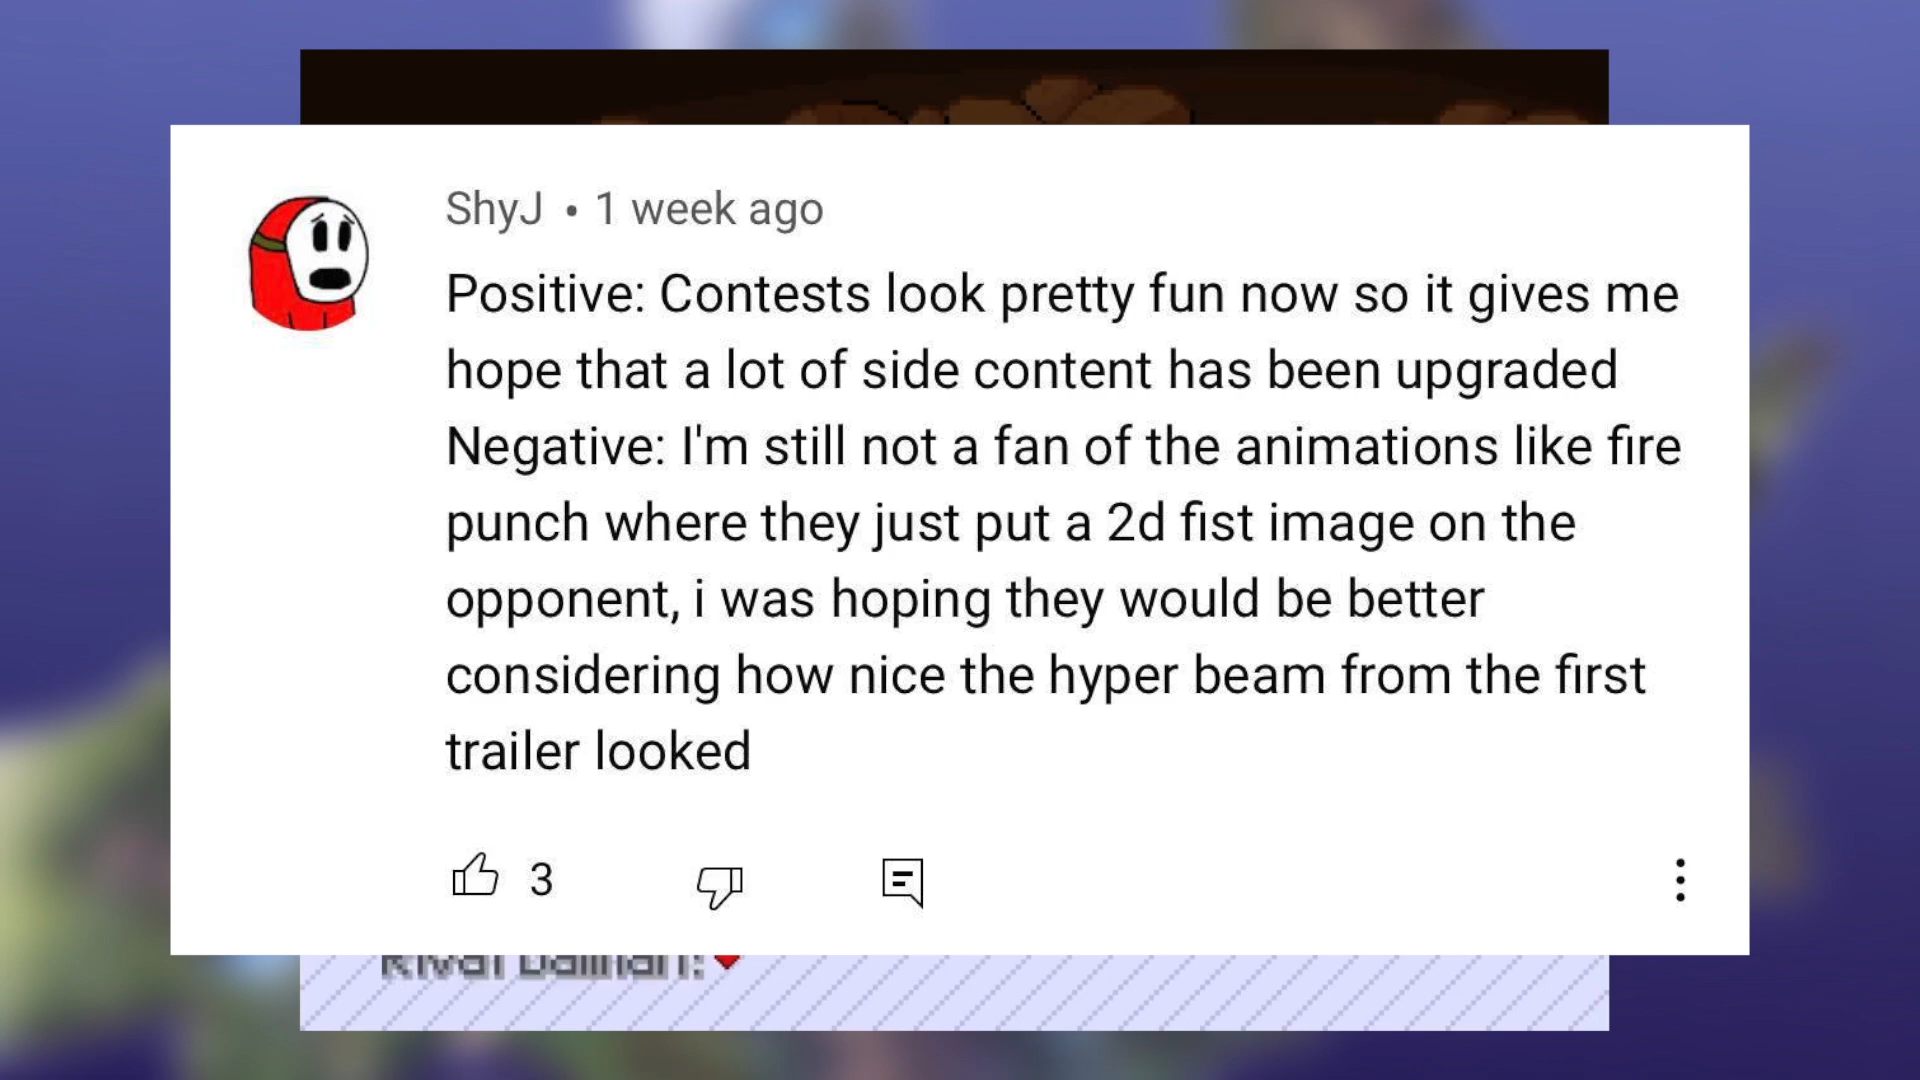 ShyJ • 1 week ago
Positive: Contests look pretty fun now so it gives me
hope that a lot of side content has been upgraded
Negative: I'm still not a fan of the animations like fire
punch where they just put a 2d fist image on the
opponent, i was hoping they would be better
considering how nice the hyper beam from the first
trailer looked
3